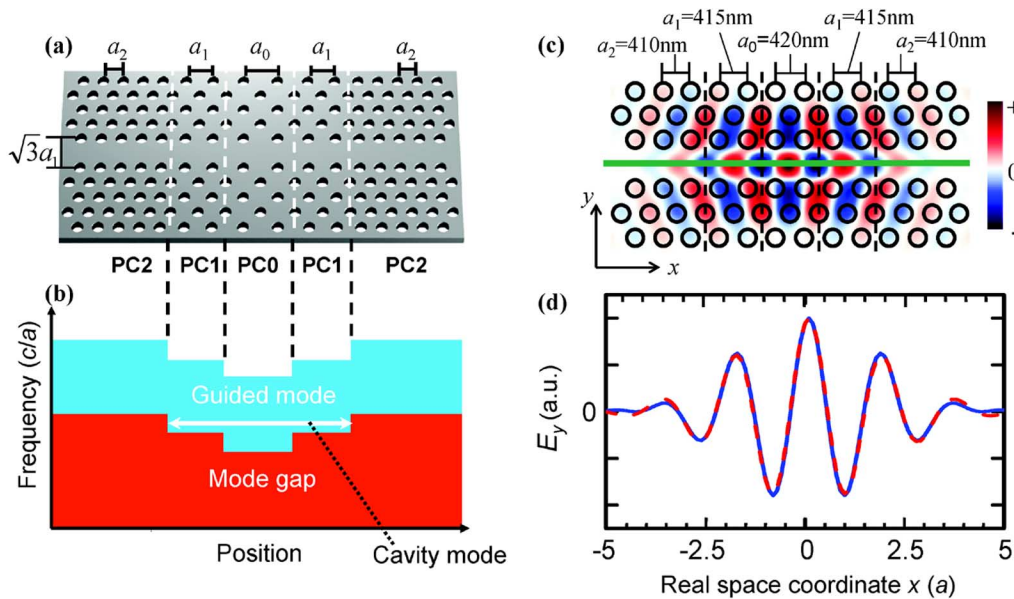 (a)
a₂ a₁ a₀ a₁ a₂
√3a₁
PC2 PC1 PC0 PC1 PC2
(b)
Frequency (c/a)
Guided mode
Mode gap
Position
Cavity mode
(c)
a₁=415nm a₁=415nm
a₂=410nm a₀=420nm a₂=410nm
+
0
-
y
x
(d)
E_y (a.u.)
0
-5 -2.5 0 2.5 5
Real space coordinate x (a)